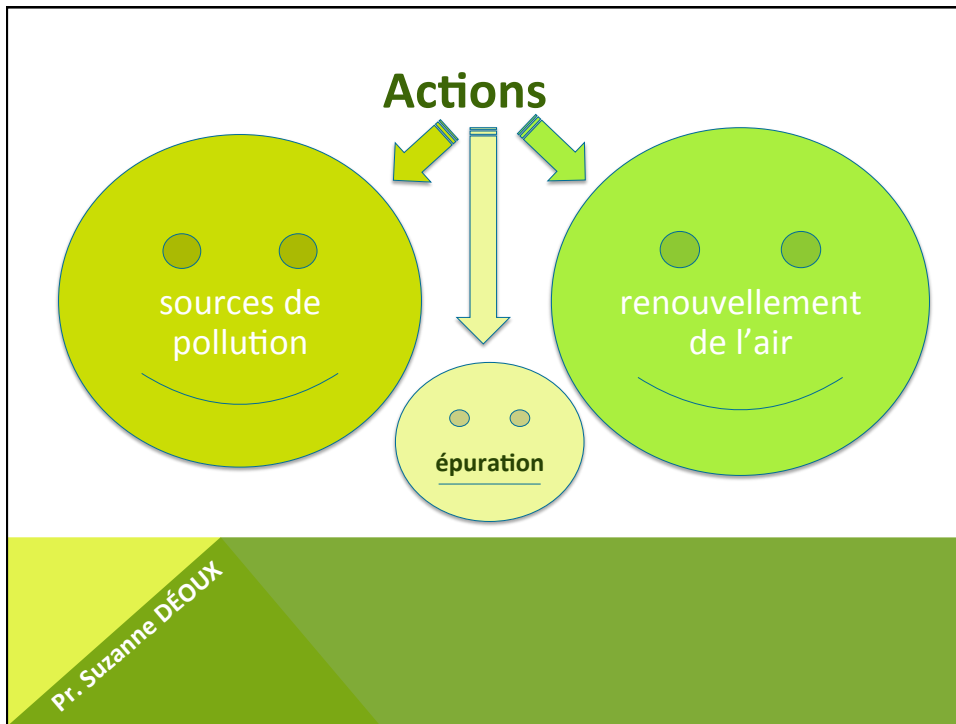 Actions
sources de
pollution
renouvellement
de l’air
épuration
Pr. Suzanne DÉOUX